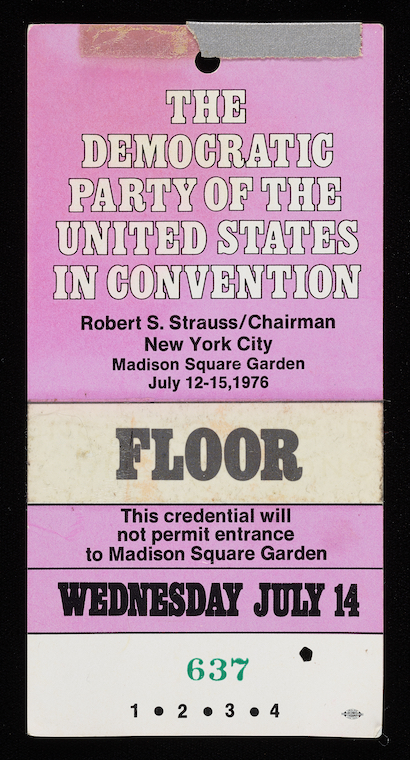 THE
DEMOCRATIC
PARTY OF THE
UNITED STATES
IN CONVENTION
Robert S. Strauss/Chairman
New York City
Madison Square Garden
July 12-15,1976
FLOOR
This credential will
not permit entrance
to Madison Square Garden
WEDNESDAY JULY 14
637
1 • 2 • 3 • 4